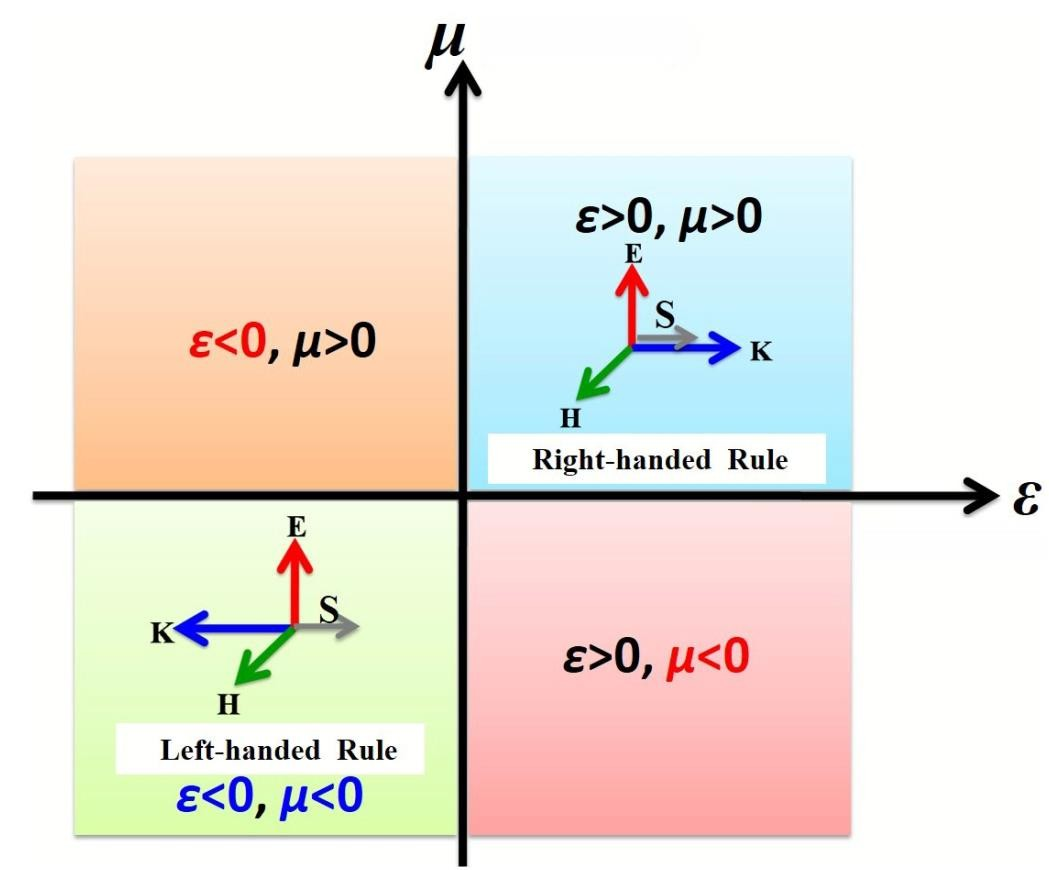 μ
ε>0, μ>0
E
S
K
H
Right-handed Rule
ε<0, μ>0
ε
E
S
K
H
Left-handed Rule
ε<0, μ<0
ε>0, μ<0